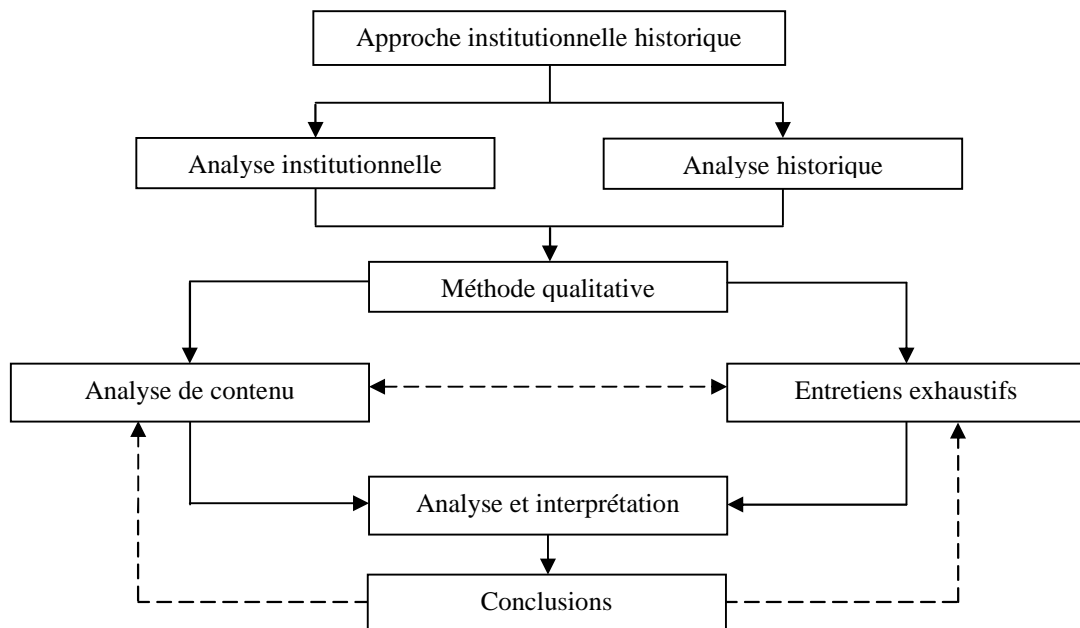 Approche institutionnelle historique
Analyse institutionnelle
Analyse historique
Méthode qualitative
Analyse de contenu
Entretiens exhaustifs
Analyse et interprétation
Conclusions